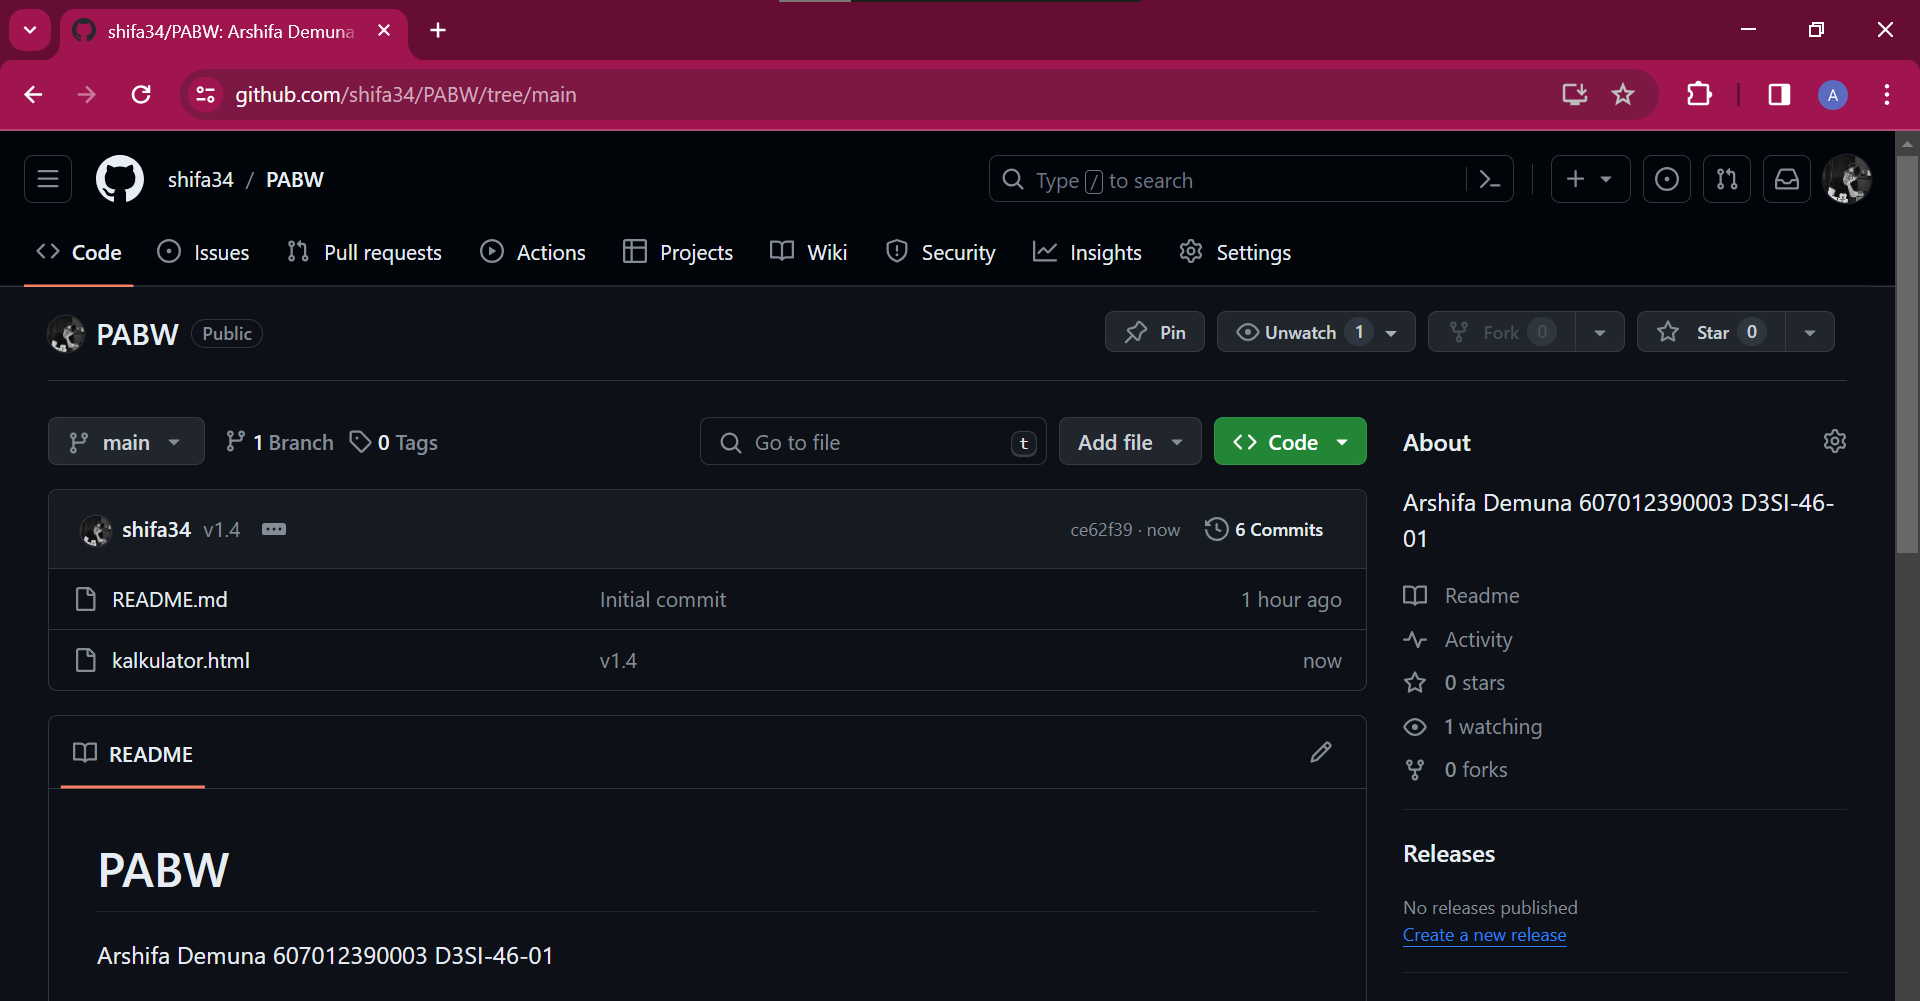 shifa34/PABW: Arshifa Demuna
github.com/shifa34/PABW/tree/main
A
shifa34 / PABW
Type / to search
Code Issues Pull requests Actions Projects Wiki Security Insights Settings
PABW Public
Pin
Unwatch 1
Fork 0
Star 0
main
1 Branch
0 Tags
Go to file t
Add file
Code
shifa34 v1.4
ce62f39 · now
6 Commits
README.md Initial commit 1 hour ago
kalkulator.html v1.4 now
README
PABW
Arshifa Demuna 607012390003 D3SI-46-01
About
Arshifa Demuna 607012390003 D3SI-46-
01
Readme
Activity
0 stars
1 watching
0 forks
Releases
No releases published
Create a new release